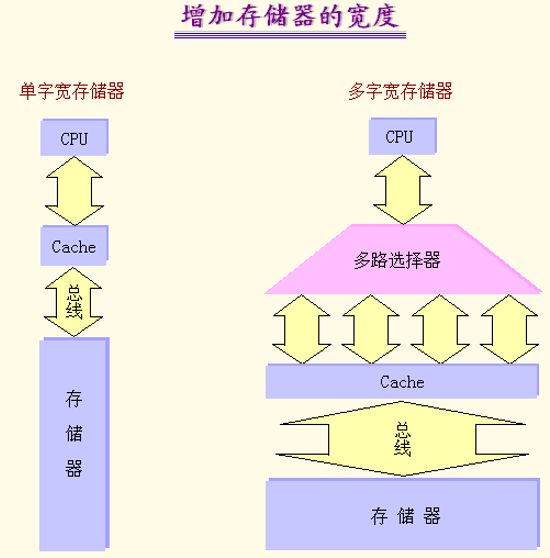 增加存储器的宽度
单字宽存储器
CPU
Cache
总
线
存
储
器
多字宽存储器
CPU
多路选择器
Cache
总
线
存 储 器